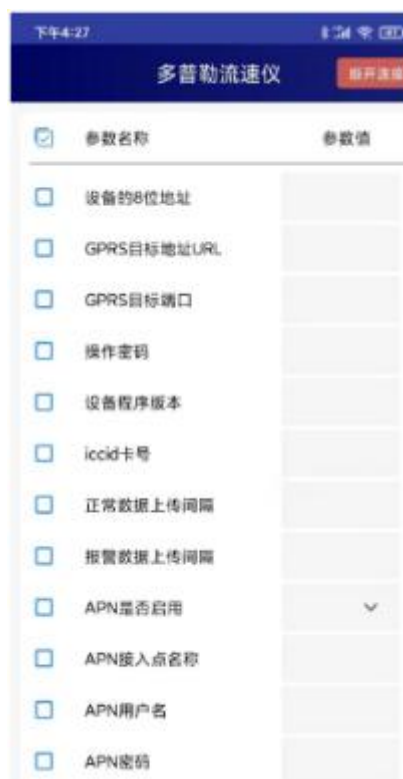 下午4:27
多普勒流速仪
断开连接
参数名称 参数值
设备的8位地址
GPRS目标地址URL
GPRS目标端口
操作密码
设备程序版本
iccid卡号
正常数据上传间隔
报警数据上传间隔
APN是否启用
APN接入点名称
APN用户名
APN密码